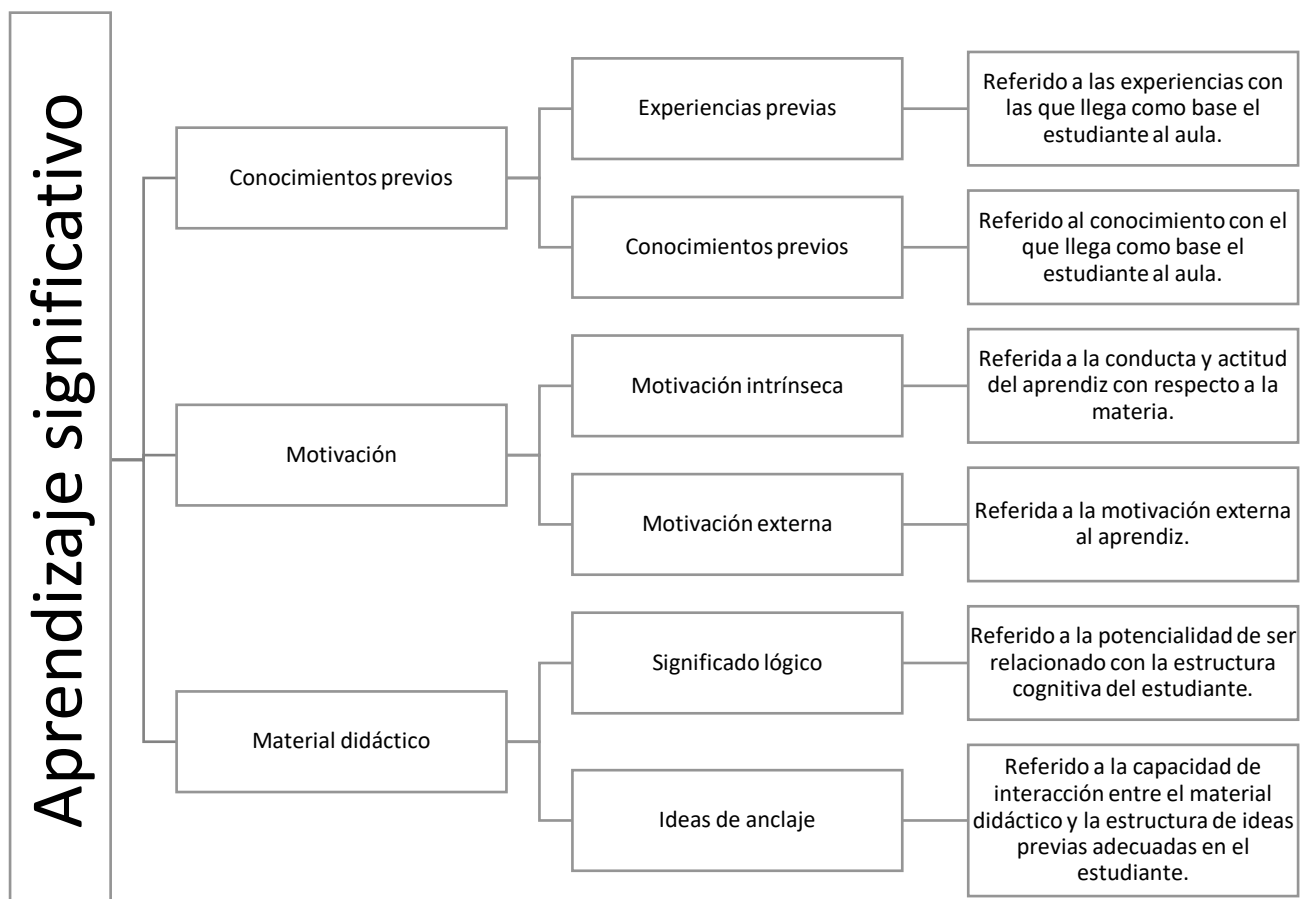 Aprendizaje significativo
Conocimientos previos
Experiencias previas
Referido a las experiencias con
las que llega como base el
estudiante al aula.
Conocimientos previos
Referido al conocimiento con el
que llega como base el
estudiante al aula.
Motivación
Motivación intrínseca
Referida a la conducta y actitud
del aprendiz con respecto a la
materia.
Motivación externa
Referida a la motivación externa
al aprendiz.
Material didáctico
Significado lógico
Referido a la potencialidad de ser
relacionado con la estructura
cognitiva del estudiante.
Ideas de anclaje
Referido a la capacidad de
interacción entre el material
didáctico y la estructura de ideas
previas adecuadas en el
estudiante.